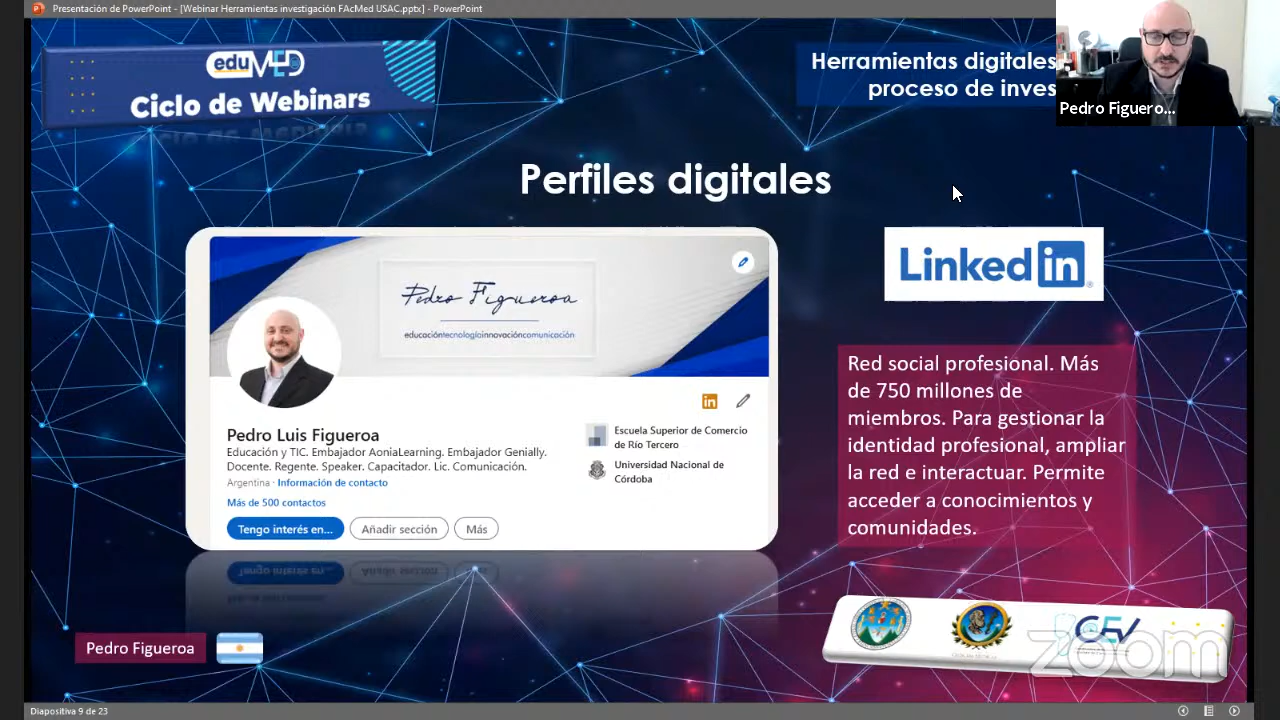 Presentación de PowerPoint - [Webinar Herramientas investigación FAcMed USAC.pptx] - PowerPoint
eduMED
Ciclo de Webinars
Herramientas digitales
proceso de inves
Pedro Figuero...
Perfiles digitales
Pedro Figueroa
educacióntecnologíainnovacióncomunicación
LinkedIn
in
Pedro Luis Figueroa
Educación y TIC. Embajador AoniaLearning. Embajador Genially.
Docente. Regente. Speaker. Capacitador. Lic. Comunicación.
Argentina · Información de contacto
Más de 500 contactos
Tengo interés en...
Añadir sección
Más
Escuela Superior de Comercio
de Río Tercero
Universidad Nacional de
Córdoba
Red social profesional. Más
de 750 millones de
miembros. Para gestionar la
identidad profesional, ampliar
la red e interactuar. Permite
acceder a conocimientos y
comunidades.
Pedro Figueroa
CEV
zoom
Diapositiva 9 de 23